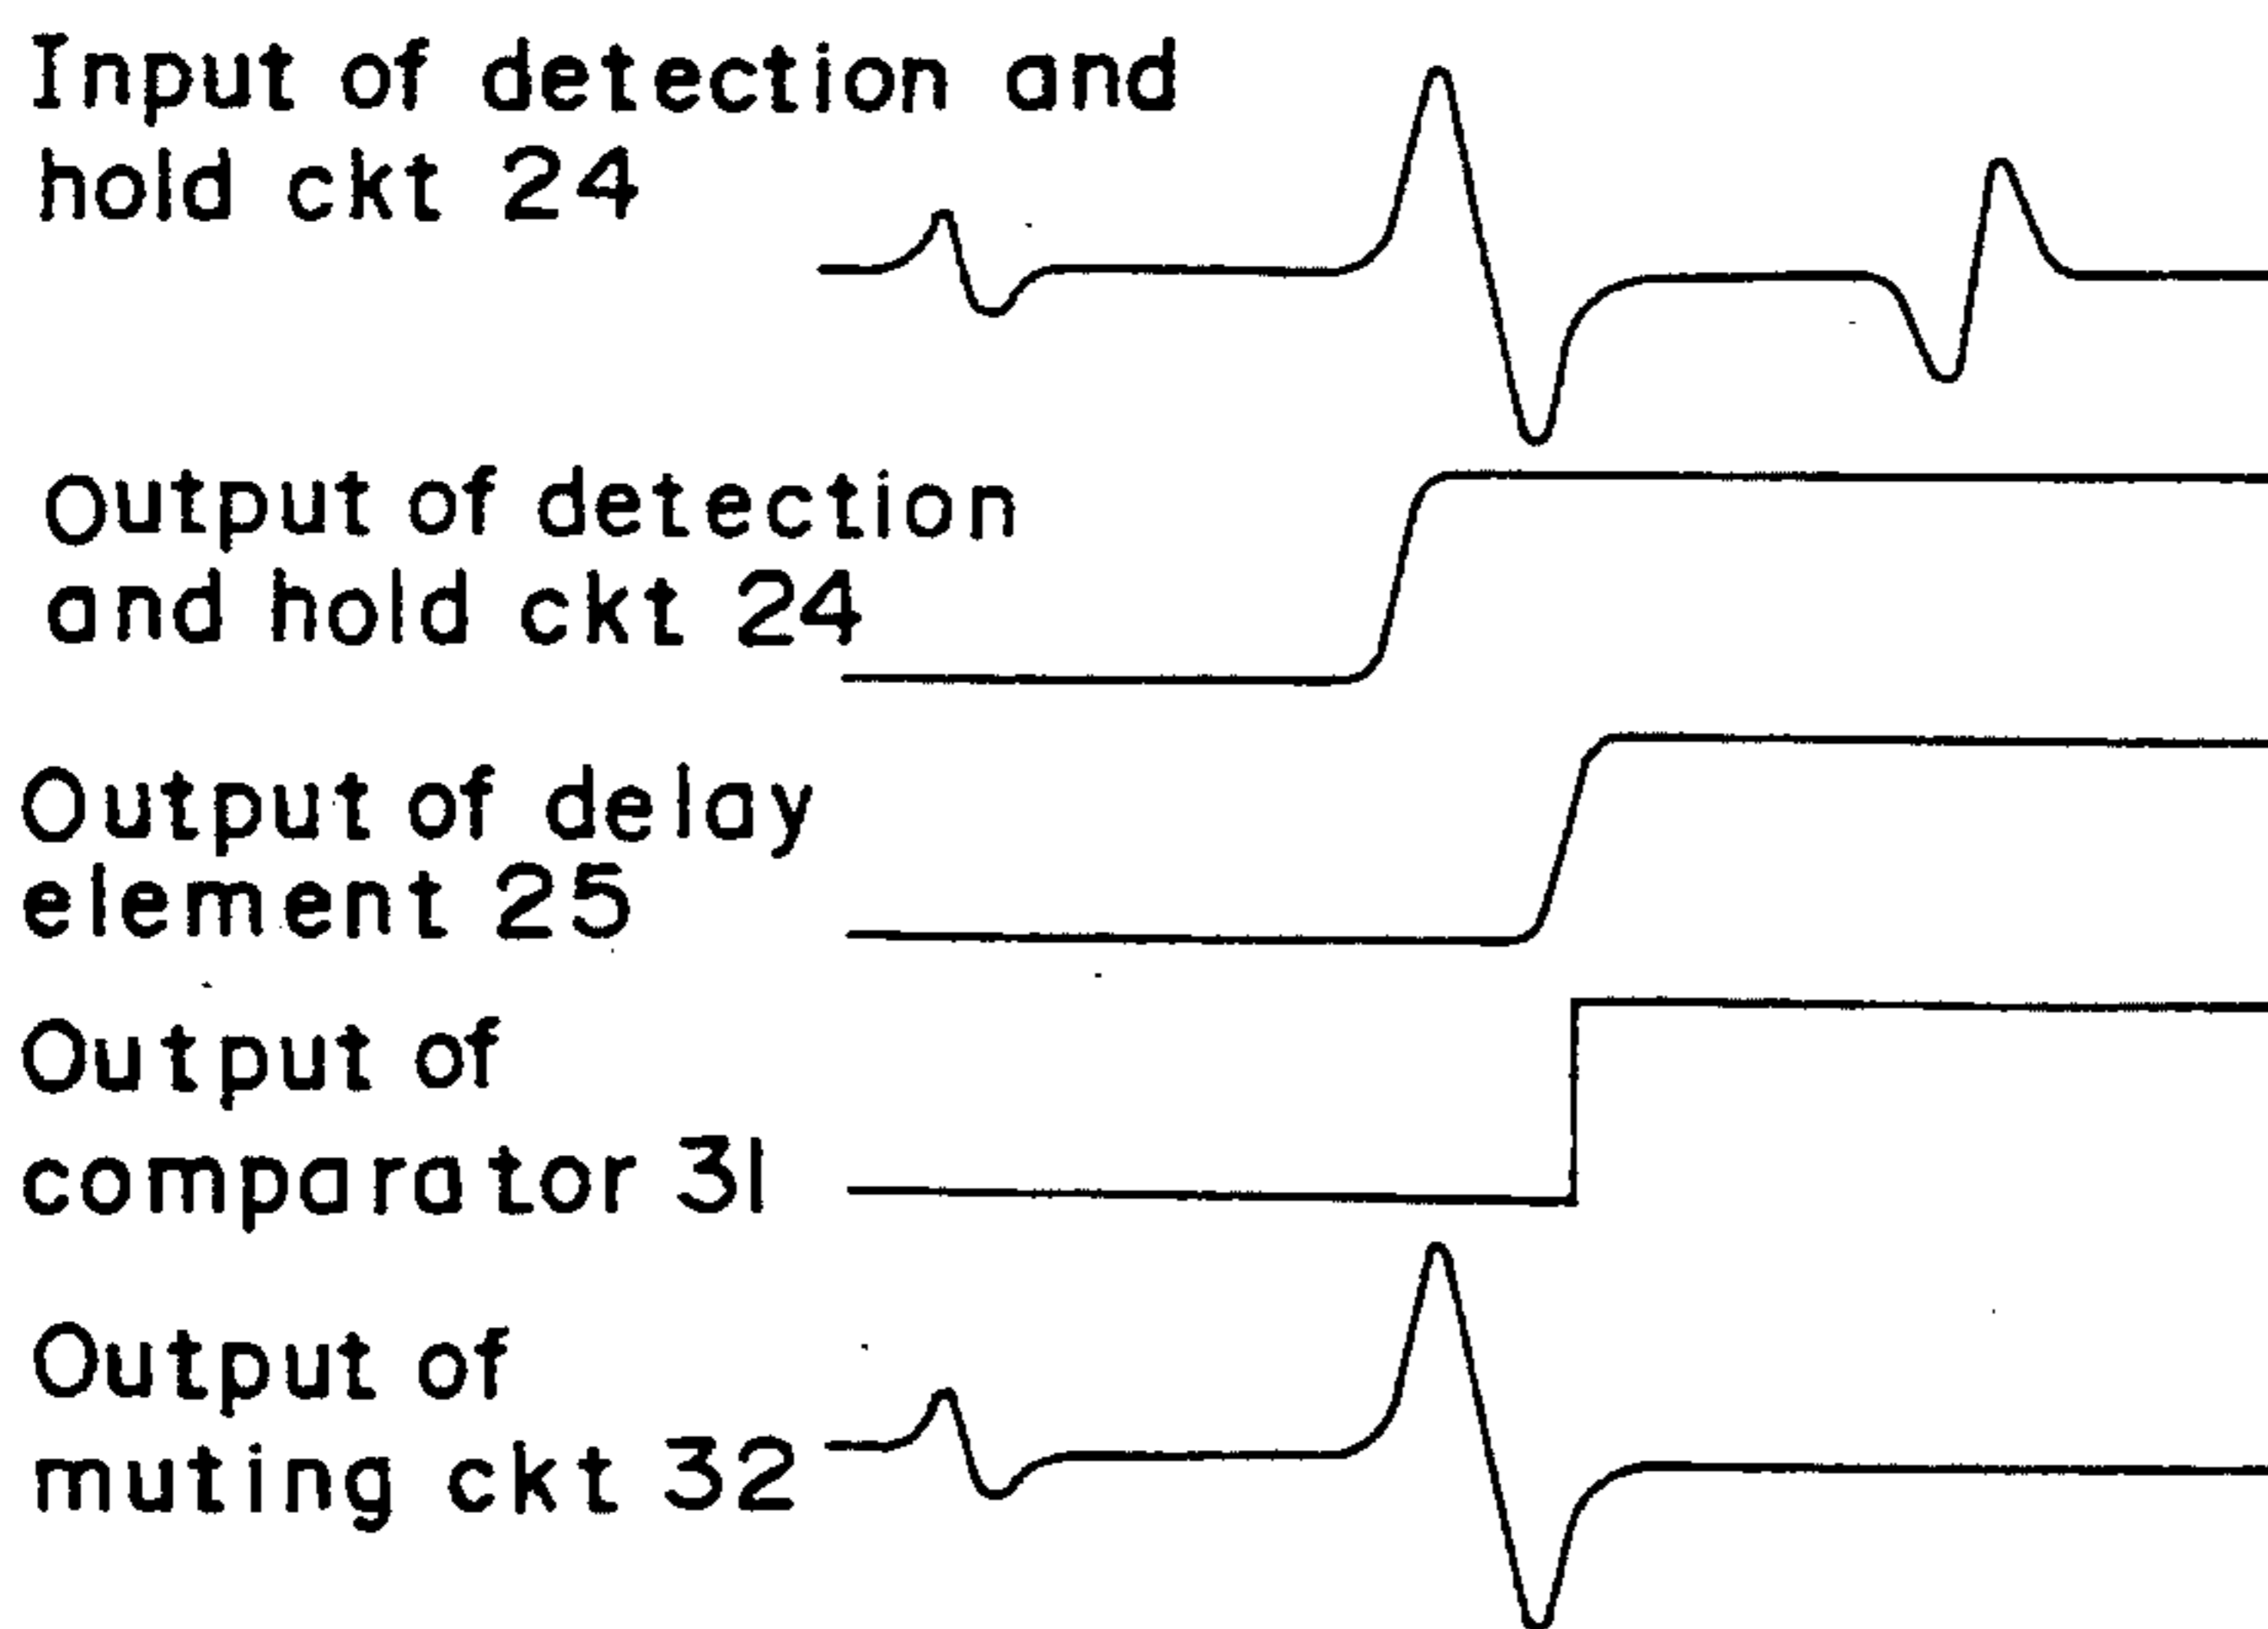 Input of detection and
hold ckt 24
Output of detection
and hold ckt 24
Output of delay
element 25
Output of
comparator 31
Output of
muting ckt 32